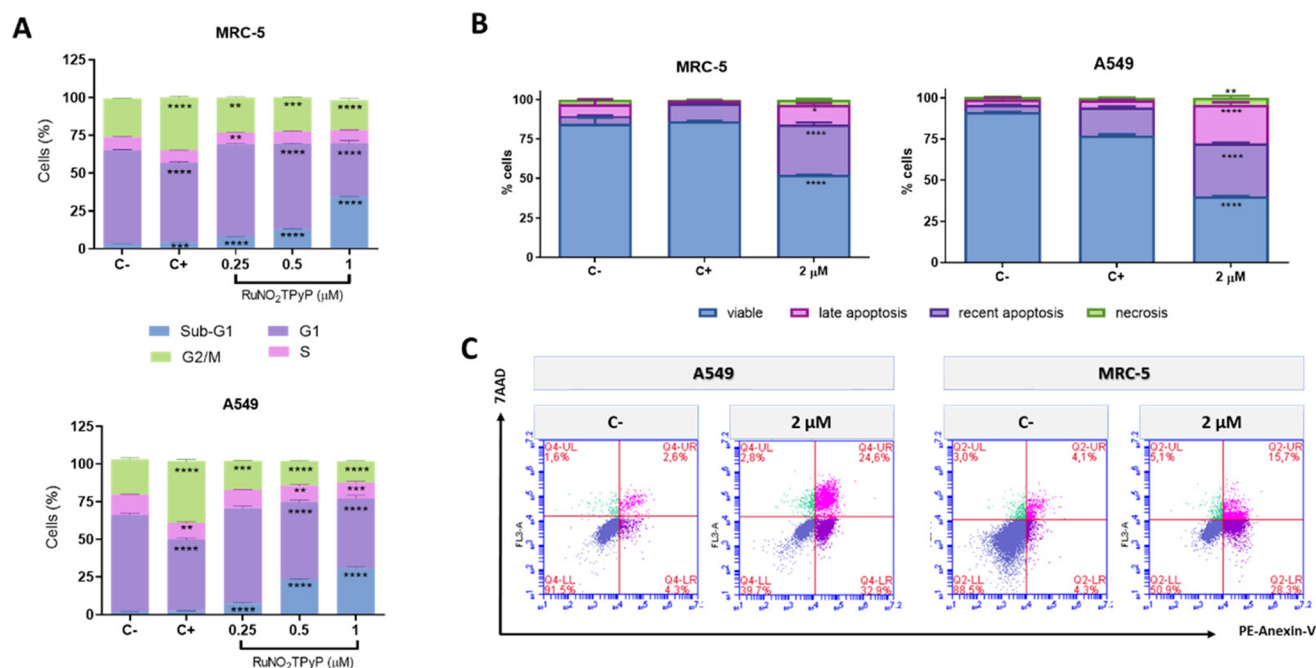 A
MRC-5
125
100
75
50
25
0
Cells (%)
**** ** *** ****
**
**** **** ****
*** **** **** ****
C- C+ 0.25 0.5 1
RuNO2TPyP (µM)
Sub-G1 G1
G2/M S
A549
125
100
75
50
25
0
Cells (%)
**** *** **** ****
** ** ***
**** **** ****
**** **** ****
C- C+ 0.25 0.5 1
RuNO2TPyP (µM)
B
MRC-5
100
75
50
25
0
% cells
*
****
****
C- C+ 2 µM
A549
100
75
50
25
0
% cells
**
****
****
****
C- C+ 2 µM
viable late apoptosis recent apoptosis necrosis
C
7AAD
A549 MRC-5
C- 2 µM C- 2 µM
Q4-UL Q4-UR Q4-UL Q4-UR Q2-UL Q2-UR Q2-UL Q2-UR
1,6% 2,6% 2,8% 24,6% 3,0% 4,1% 5,1% 15,7%
FL3-A FL3-A FL3-A FL3-A
Q4-LL Q4-LR Q4-LL Q4-LR Q2-LL Q2-LR Q2-LL Q2-LR
91.5% 4.3% 39.7% 32.9% 88.5% 4.3% 50.9% 28.3%
PE-Anexin-V